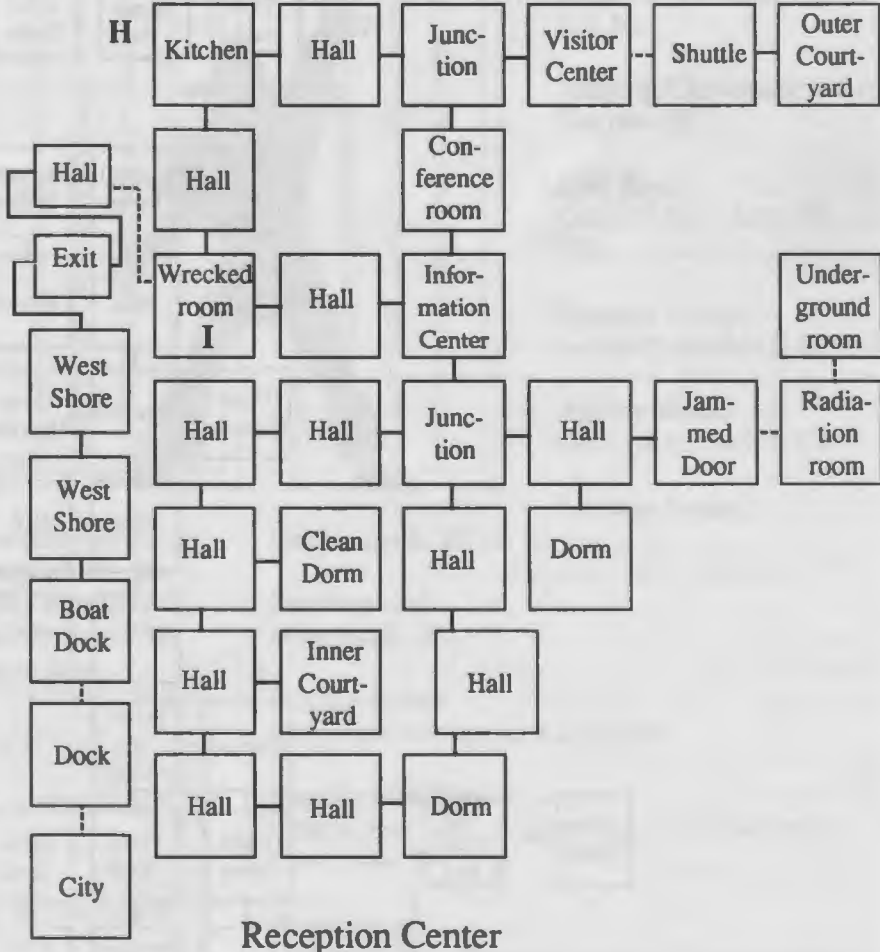 H
Kitchen
Hall
Junc-
tion
Visitor
Center
Shuttle
Outer
Court-
yard
Hall
Hall
Con-
ference
room
Exit
Wrecked
room
I
Hall
Infor-
mation
Center
Under-
ground
room
West
Shore
Hall
Hall
Junc-
tion
Hall
Jam-
med
Door
Radia-
tion
room
West
Shore
Hall
Clean
Dorm
Hall
Dorm
Boat
Dock
Hall
Inner
Court-
yard
Hall
Dock
Hall
Hall
Dorm
City
Reception Center